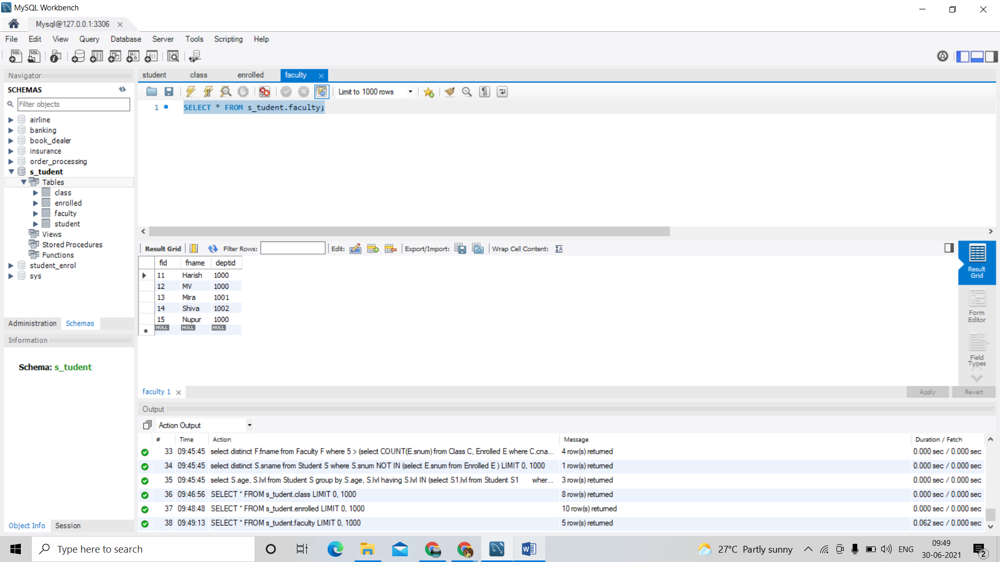 MySQL Workbench
Mysql@127.0.0.1:3306
File Edit View Query Database Server Tools Scripting Help
Navigator
SCHEMAS
Filter objects
airline
banking
book_dealer
insurance
order_processing
s_tudent
Tables
class
enrolled
faculty
student
Views
Stored Procedures
Functions
student_enrol
sys
Administration Schemas
Information
Schema: s_tudent
Object Info Session
student class enrolled faculty
Limit to 1000 rows
1 SELECT * FROM s_tudent.faculty;
Result Grid Filter Rows: Edit: Export/Import: Wrap Cell Content:
fid fname deptid
11 Harish 1000
12 MV 1000
13 Mira 1001
14 Shiva 1002
15 Nupur 1000
NULL NULL NULL
Result Grid
Form Editor
Field Types
faculty 1
Apply Revert
Output
Action Output
# Time Action Message Duration / Fetch
33 09:45:45 select distinct F.fname from Faculty F where 5 > (select COUNT(E.snum) from Class C, Enrolled E where C.cna... 4 row(s) returned 0.000 sec / 0.000 sec
34 09:45:45 select distinct S.sname from Student S where S.snum NOT IN (select E.snum from Enrolled E ) LIMIT 0, 1000 1 row(s) returned 0.000 sec / 0.000 sec
35 09:45:45 select S.age, S.lvl from Student S group by S.age, S.lvl having S.lvl IN (select S1.lvl from Student S1 wher... 3 row(s) returned 0.000 sec / 0.000 sec
36 09:46:56 SELECT * FROM s_tudent.class LIMIT 0, 1000 8 row(s) returned 0.000 sec / 0.000 sec
37 09:48:48 SELECT * FROM s_tudent.enrolled LIMIT 0, 1000 10 row(s) returned 0.000 sec / 0.000 sec
38 09:49:13 SELECT * FROM s_tudent.faculty LIMIT 0, 1000 5 row(s) returned 0.062 sec / 0.000 sec
Type here to search
27°C Partly sunny
ENG
09:49
30-06-2021
2